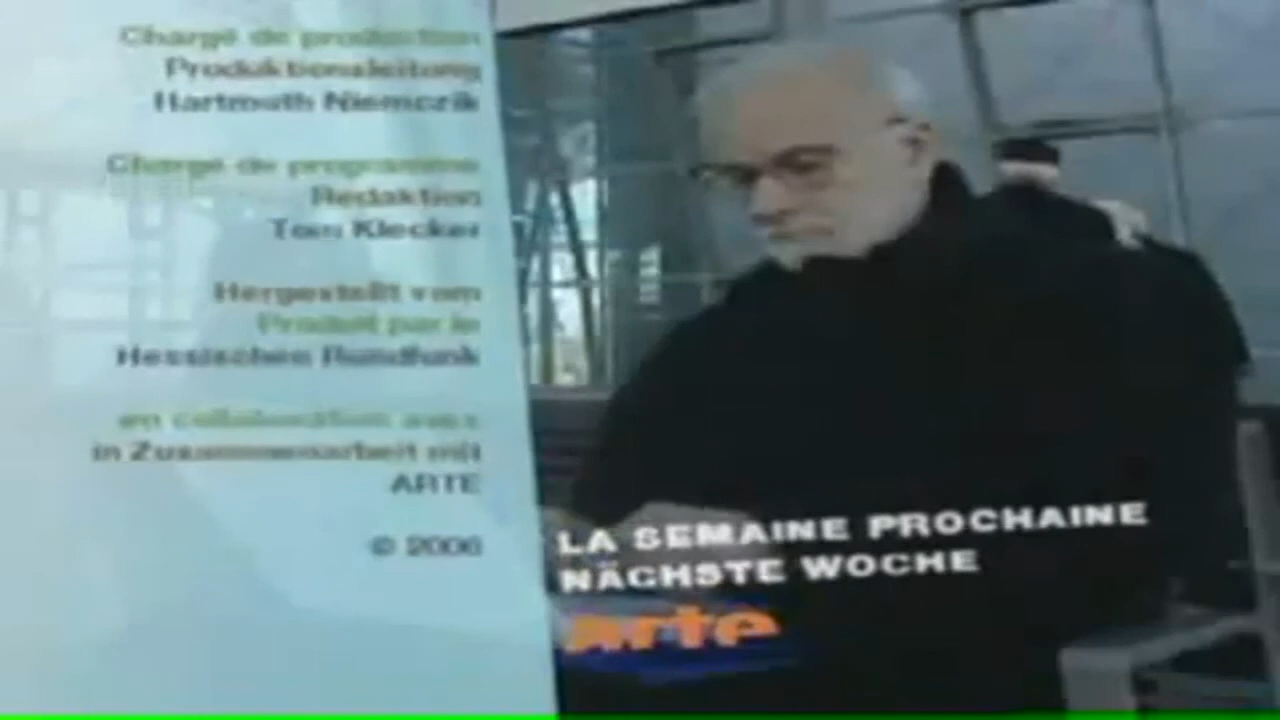 Chargé de production
Produktionsleitung
Hartmuth Niemczik
Chargé de programme
Redaktion
Tom Klecker
Hergestellt vom
Produit par le
Hessischen Rundfunk
en collaboration avec
in Zusammenarbeit mit
ARTE
© 2006
LA SEMAINE PROCHAINE
NÄCHSTE WOCHE
arte